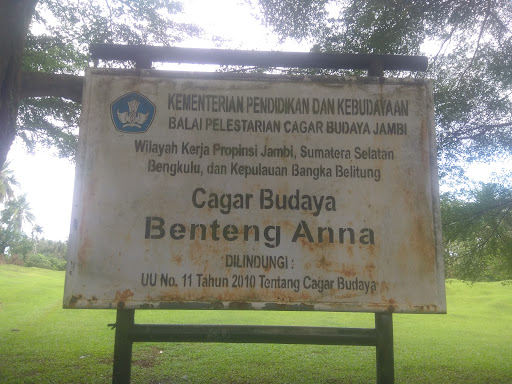 KEMENTERIAN PENDIDIKAN DAN KEBUDAYAAN
BALAI PELESTARIAN CAGAR BUDAYA JAMBI
Wilayah Kerja Propinsi Jambi, Sumatera Selatan
Bengkulu, dan Kepulauan Bangka Belitung
Cagar Budaya
Benteng Anna
DILINDUNGI :
UU No. 11 Tahun 2010 Tentang Cagar Budaya